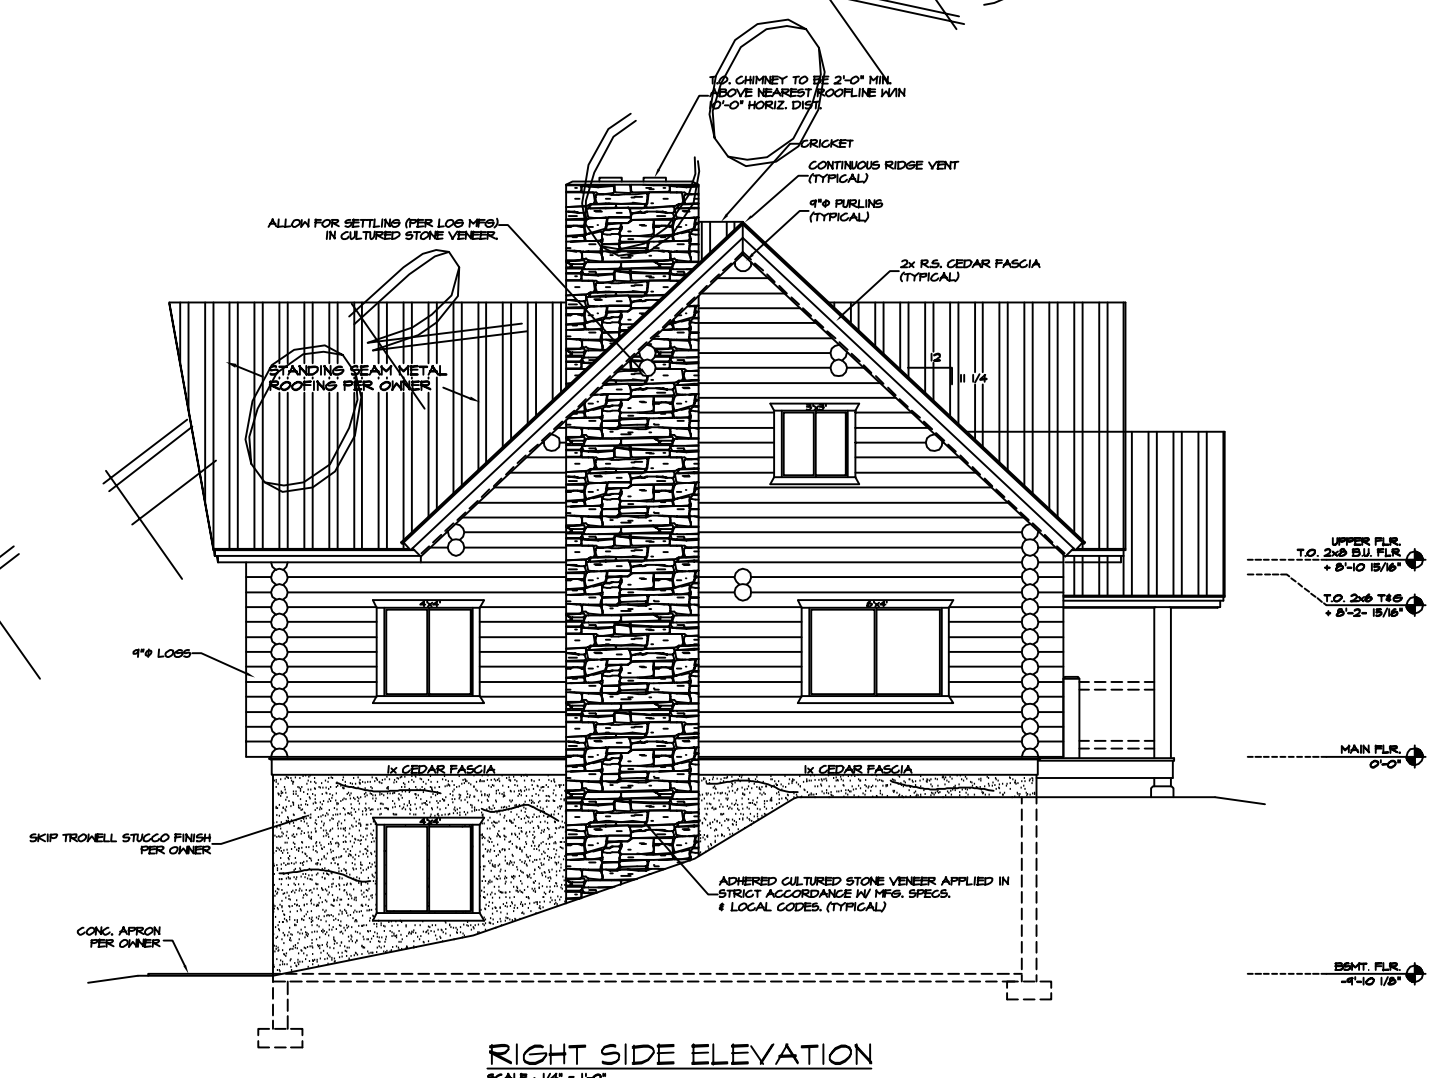 T.O. CHIMNEY TO BE 2'-0" MIN.
ABOVE NEAREST ROOFLINE W/IN
10'-0" HORIZ. DIST.
CRICKET
CONTINUOUS RIDGE VENT
(TYPICAL)
9"Φ PURLINS
(TYPICAL)
ALLOW FOR SETTLING (PER LOG MFG)
IN CULTURED STONE VENEER.
2x R.S. CEDAR FASCIA
(TYPICAL)
STANDING SEAM METAL
ROOFING PER OWNER
12
11 1/4
4'x4'
UPPER FLR.
T.O. 2x8 B.U. FLR
+ 8'-10 15/16"
T.O. 2x6 T&G
+ 8'-2- 15/16"
9"Φ LOGS
MAIN FLR.
0'-0"
1x CEDAR FASCIA
1x CEDAR FASCIA
4'x4'
SKIP TROWELL STUCCO FINISH
PER OWNER
ADHERED CULTURED STONE VENEER APPLIED IN
STRICT ACCORDANCE W/ MFG. SPECS.
& LOCAL CODES. (TYPICAL)
CONC. APRON
PER OWNER
BSMT. FLR.
-9'-10 1/8"
RIGHT SIDE ELEVATION
SCALE : 1/4" = 1'-0"